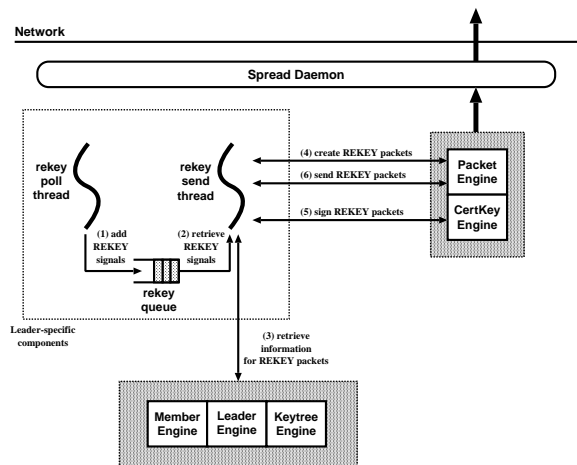 Network
Spread Daemon
rekey
poll
thread
rekey
send
thread
(4) create REKEY packets
(6) send REKEY packets
(5) sign REKEY packets
Packet
Engine
CertKey
Engine
(1) add
REKEY
signals
(2) retrieve
REKEY
signals
rekey
queue
Leader-specific
components
(3) retrieve
information
for REKEY packets
Member
Engine
Leader
Engine
Keytree
Engine